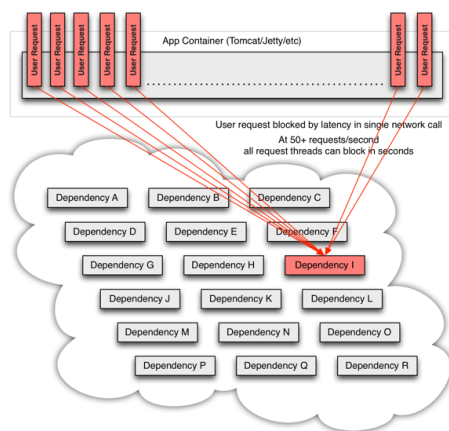 App Container (Tomcat/Jetty/etc)
User Request
User Request
User Request
User Request
User Request
User Request
User Request
User request blocked by latency in single network call
At 50+ requests/second
all request threads can block in seconds
Dependency A
Dependency B
Dependency C
Dependency D
Dependency E
Dependency F
Dependency G
Dependency H
Dependency I
Dependency J
Dependency K
Dependency L
Dependency M
Dependency N
Dependency O
Dependency P
Dependency Q
Dependency R